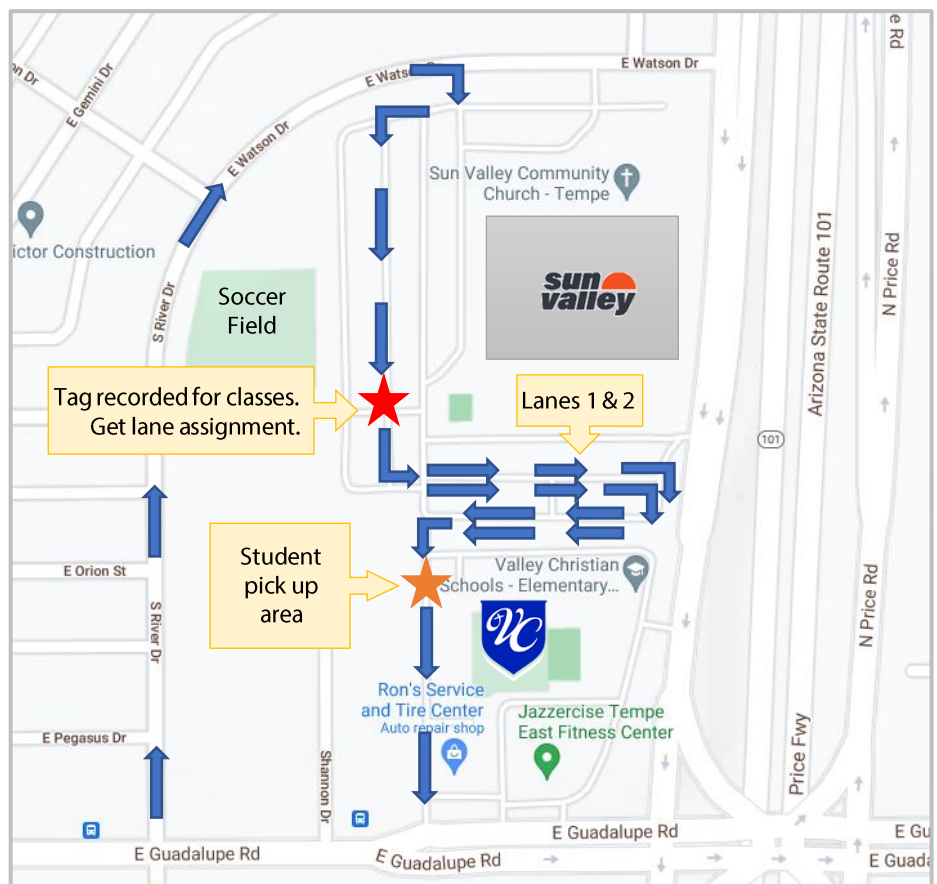 e Rd
on Dr
E Gemini Dr
E Watson Dr
E Watson Dr
E Watson Dr
Sun Valley Community
Church - Tempe
ictor Construction
sun
valley
Soccer
Field
S River Dr
Arizona State Route 101
N Price Rd
Tag recorded for classes.
Get lane assignment.
Lanes 1 & 2
101
Student
pick up
area
Valley Christian
Schools - Elementary...
VC
E Orion St
S River Dr
N Price Rd
Ron's Service
and Tire Center
Auto repair shop
Jazzercise Tempe
East Fitness Center
E Pegasus Dr
Shannon Dr
Price Fwy
E Guadalupe Rd
E Guadalupe Rd
E Guadalupe Rd
E Gu
E Guada